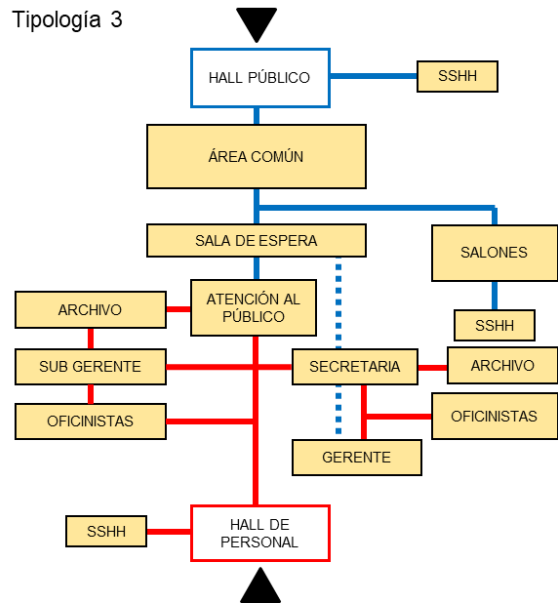 Tipología 3
HALL PÚBLICO
SSHH
ÁREA COMÚN
SALA DE ESPERA
SALONES
ATENCIÓN AL
PÚBLICO
ARCHIVO
SSHH
SUB GERENTE
SECRETARIA
ARCHIVO
OFICINISTAS
OFICINISTAS
GERENTE
SSHH
HALL DE
PERSONAL